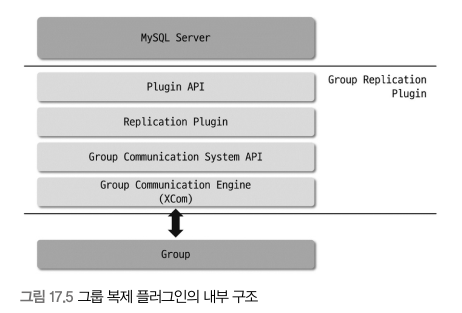 MySQL Server
Plugin API
Group Replication
Plugin
Replication Plugin
Group Communication System API
Group Communication Engine
(XCom)
Group
그림 17.5 그룹 복제 플러그인의 내부 구조